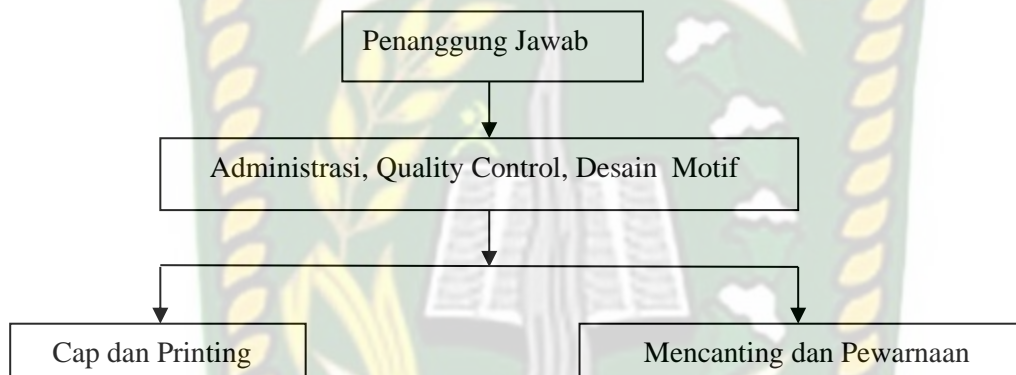 Penanggung Jawab
Administrasi, Quality Control, Desain  Motif
Cap dan Printing
Mencanting dan Pewarnaan